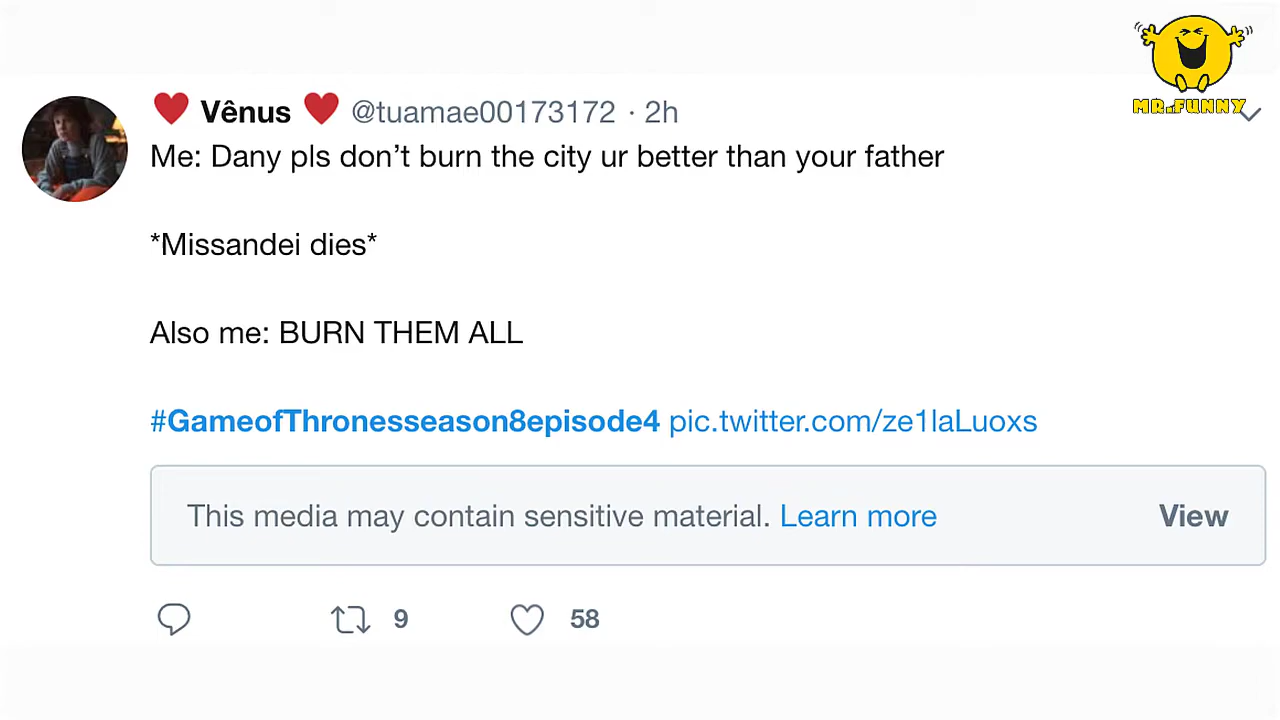 MR.FUNNY
❤️ Vênus ❤️ @tuamae00173172 · 2h
Me: Dany pls don’t burn the city ur better than your father
*Missandei dies*
Also me: BURN THEM ALL
#GameofThronesseason8episode4 pic.twitter.com/ze1laLuoxs
This media may contain sensitive material. Learn more View
9 58